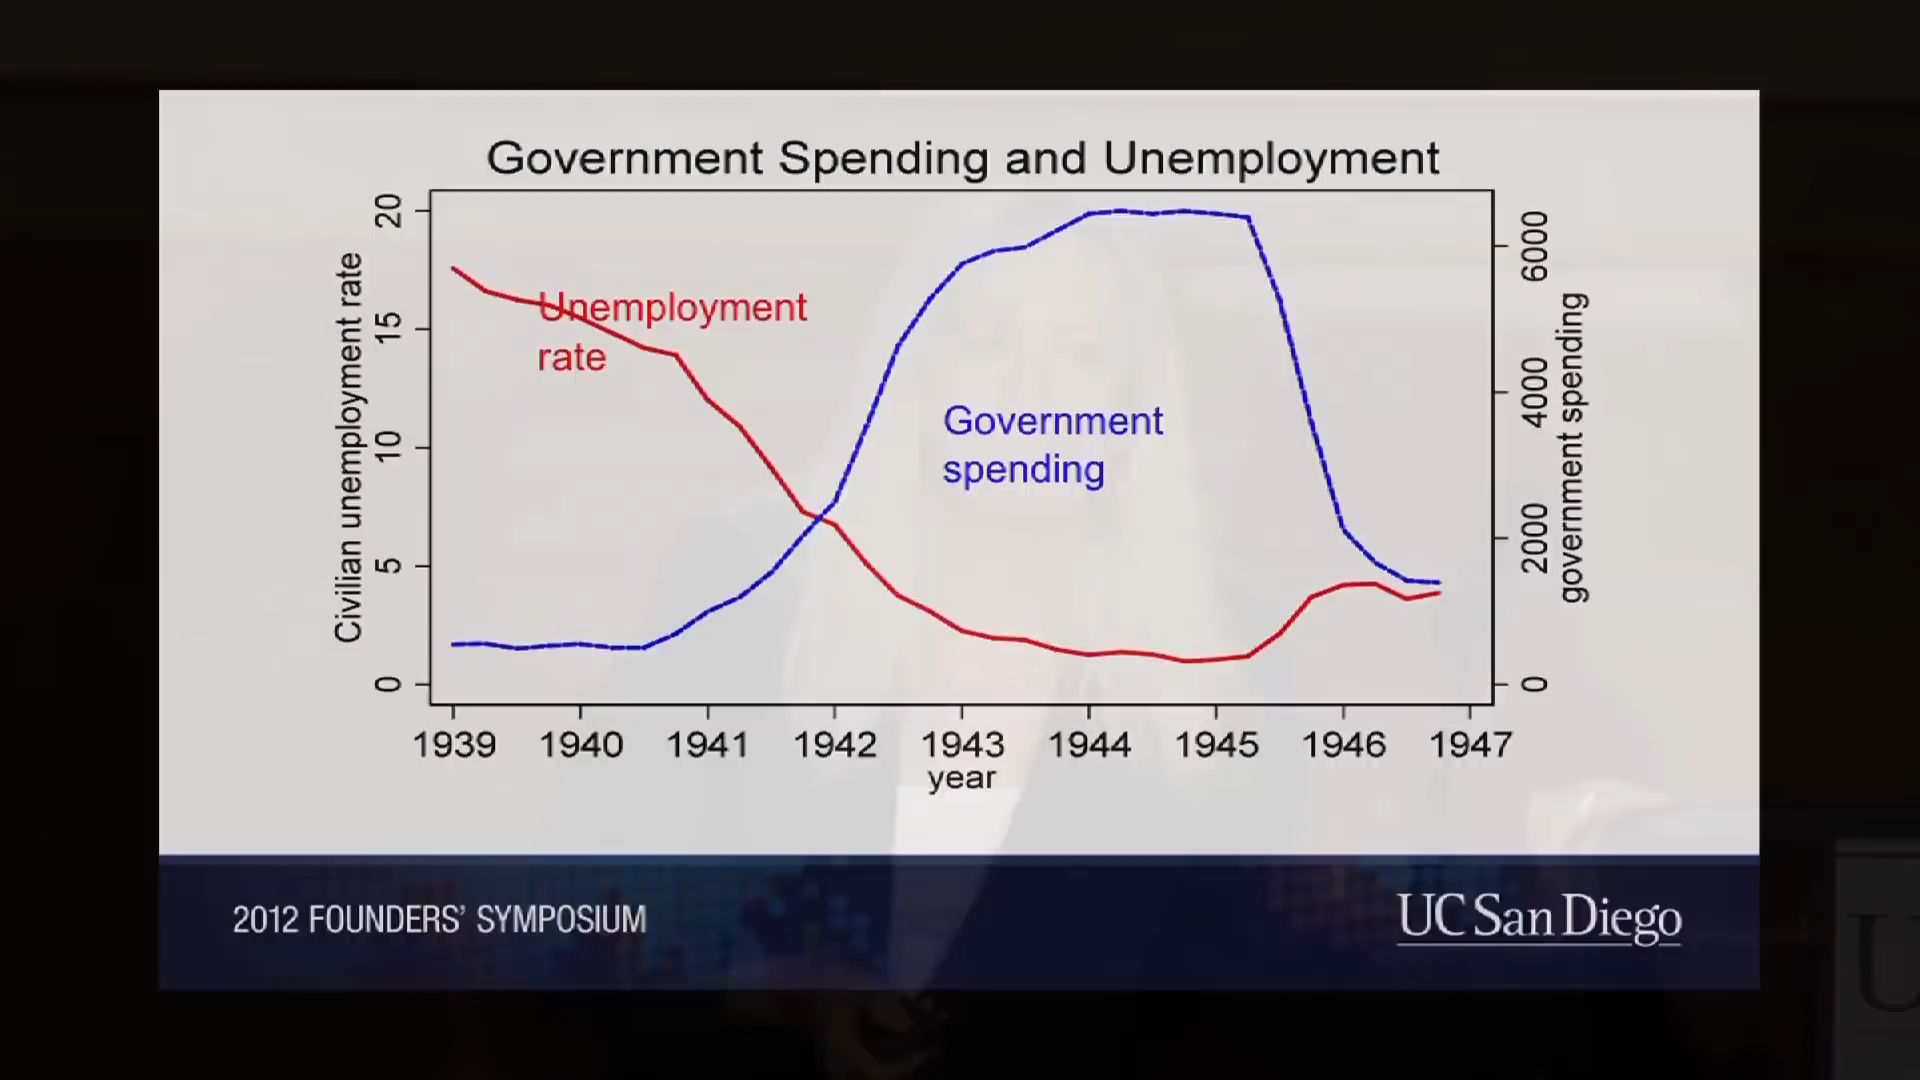 Government Spending and Unemployment
Civilian unemployment rate
20
15
10
5
0
Unemployment
rate
Government
spending
6000
4000
2000
0
government spending
1939 1940 1941 1942 1943 1944 1945 1946 1947
year
2012 FOUNDERS' SYMPOSIUM
UC San Diego
U